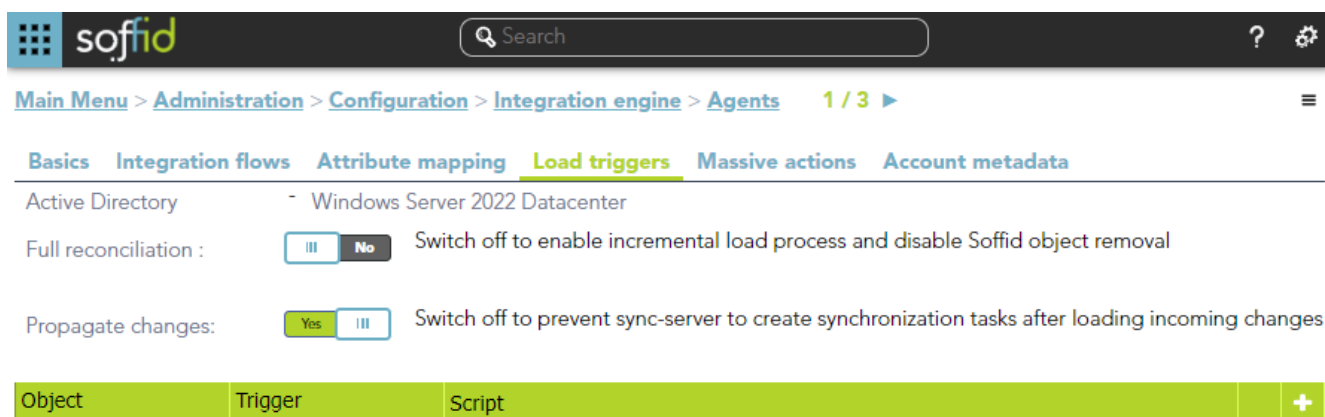 soffid Search ?
Main Menu > Administration > Configuration > Integration engine > Agents 1 / 3
Basics Integration flows Attribute mapping Load triggers Massive actions Account metadata
Active Directory - Windows Server 2022 Datacenter
Full reconciliation : No Switch off to enable incremental load process and disable Soffid object removal
Propagate changes: Yes Switch off to prevent sync-server to create synchronization tasks after loading incoming changes
Object Trigger Script +